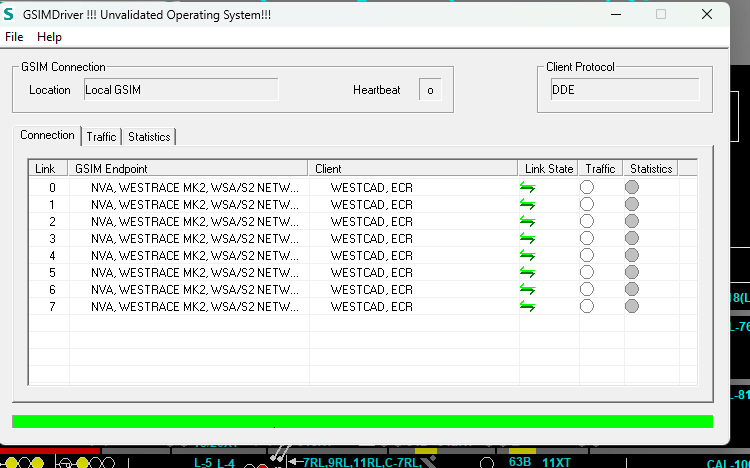 S GSIMDriver !!! Unvalidated Operating System!!!
File Help
GSIM Connection
Client Protocol
Location Local GSIM Heartbeat o
DDE
Connection Traffic Statistics
Link GSIM Endpoint Client Link State Traffic Statistics
0 NVA, WESTRACE MK2, WSA/S2 NETW... WESTCAD, ECR
1 NVA, WESTRACE MK2, WSA/S2 NETW... WESTCAD, ECR
2 NVA, WESTRACE MK2, WSA/S2 NETW... WESTCAD, ECR
3 NVA, WESTRACE MK2, WSA/S2 NETW... WESTCAD, ECR
4 NVA, WESTRACE MK2, WSA/S2 NETW... WESTCAD, ECR
5 NVA, WESTRACE MK2, WSA/S2 NETW... WESTCAD, ECR
6 NVA, WESTRACE MK2, WSA/S2 NETW... WESTCAD, ECR
7 NVA, WESTRACE MK2, WSA/S2 NETW... WESTCAD, ECR
18(L
L-76
L-81
L-5 L-4 7RL,9RL,11RL,C-7RL, 63B 11XT CAL-10